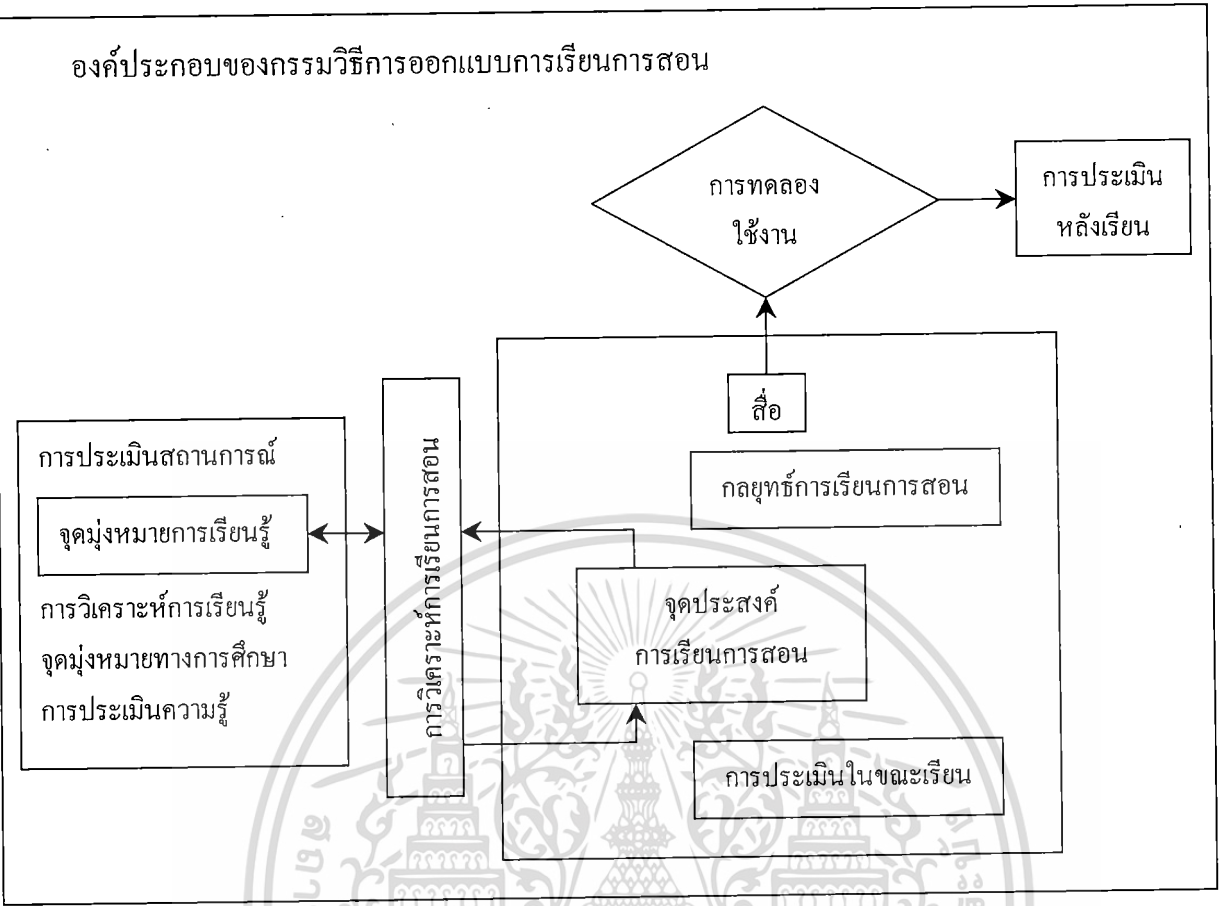 องค์ประกอบของกรรมวิธีการออกแบบการเรียนการสอน
การทดลอง
ใช้งาน
การประเมิน
หลังเรียน
สื่อ
กลยุทธ์การเรียนการสอน
จุดประสงค์
การเรียนการสอน
การประเมินในขณะเรียน
การวิเคราะห์การเรียนการสอน
การประเมินสถานการณ์
จุดมุ่งหมายการเรียนรู้
การวิเคราะห์การเรียนรู้
จุดมุ่งหมายทางการศึกษา
การประเมินความรู้